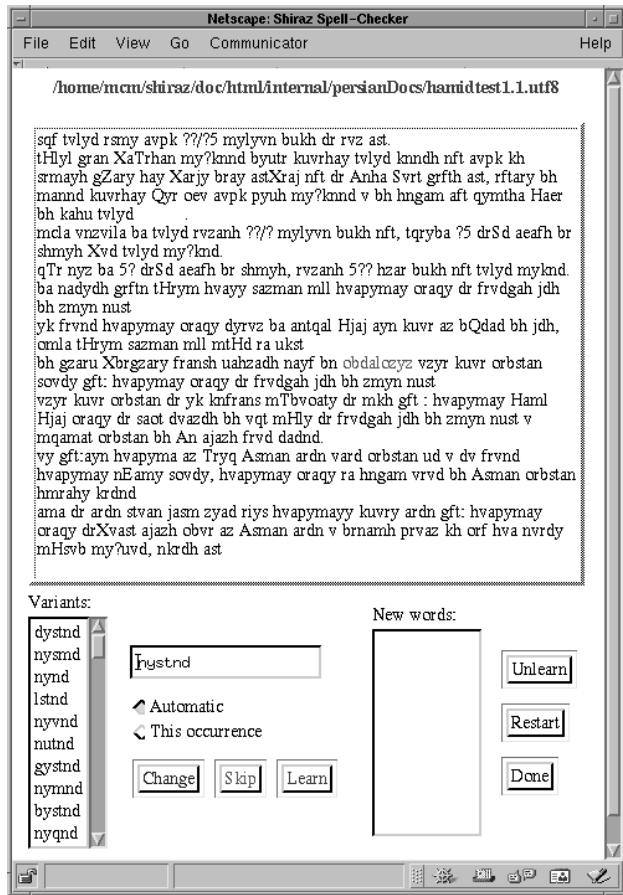 Netscape: Shiraz Spell-Checker
File Edit View Go Communicator Help
/home/mcm/shiraz/doc/html/internal/persianDocs/hamidtest1.1.utf8
sqf tvlyd rsmy avpk ??/?5 mylyvn bukh dr rvz ast.
tHlyl gran XaTrhan my?knnd byutr kuvrhay tvlyd knndh nft avpk kh
srmayh gZary hay Xarjy bray astXraj nft dr Anha Svrt grfth ast, rftary bh
mannd kuvrhay Qyr oev avpk pyuh my?knnd v bh hngam aft qymtha Haer
bh kahu tvlyd .
mcla vnzvila ba tvlyd rvzanh ??/? mylyvn bukh nft, tqryba ?5 drSd aeafh br
shmyh Xvd tvlyd my?knd.
qTr nyz ba 5? drSd aeafh br shmyh, rvzanh 5?? hzar bukh nft tvlyd myknd.
ba nadydh grftn tHrym hvayy sazman mll hvapymay oraqy dr frvdgah jdh
bh zmyn nust
yk frvnd hvapymay oraqy dyrvz ba antqal Hjaj ayn kuvr az bQdad bh jdh,
omla tHrym sazman mll mtHd ra ukst
bh gzaru Xbrgzary fransh uahzadh nayf bn obdalozyz vzyr kuvr orbstan
sovdy gft: hvapymay oraqy dr frvdgah jdh bh zmyn nust
vzyr kuvr orbstan dr yk knfrans mTbvoaty dr mkh gft : hvapymay Haml
Hjaj oraqy dr saot dvazdh bh vqt mHly dr frvdgah jdh bh zmyn nust v
mqamat orbstan bh An ajazh frvd dadnd.
vy gft:ayn hvapyma az Tryq Asman ardn vard orbstan ud v dv frvnd
hvapymay nEamy sovdy, hvapymay oraqy ra hngam vrvd bh Asman orbstan
hmrahy krdnd
ama dr ardn stvan jasm zyad riys hvapymayy kuvry ardn gft: hvapymay
oraqy drXvast ajazh obvr az Asman ardn v brnamh prvaz kh orf hva nvrdy
mHsvb my?uvd, nkrdh ast
Variants:
dystnd
nysmd
nynd
lstnd
nyvnd
nutnd
gystnd
nymnd
bystnd
nyqnd
hystnd
Automatic
This occurrence
Change Skip Learn
New words:
Unlearn
Restart
Done